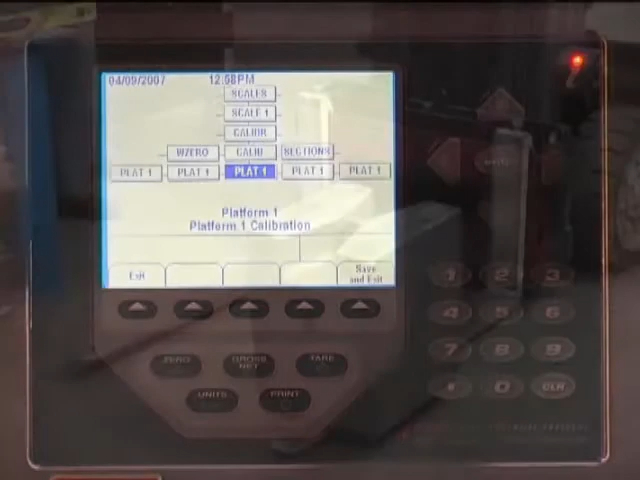 04/09/2007 12:58PM
SCALES
SCALE 1
CALIBR
WZERO CALIB SECTIONS
PLAT 1 PLAT 1 PLAT 1 PLAT 1 PLAT 1
Platform 1
Platform 1 Calibration
Exit Save and Exit
1 2 3
4 5 6
7 8 9
0 CLR
ZERO GROSS NET TARE
UNITS PRINT